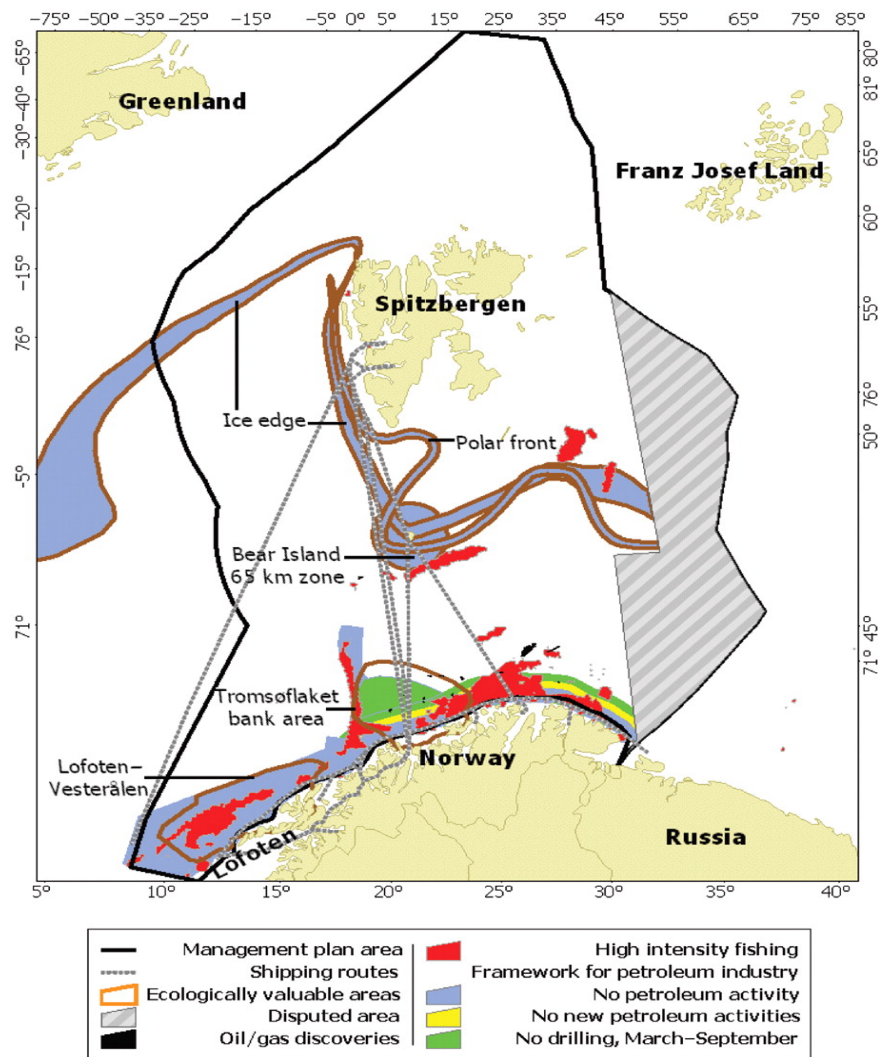 −75° −50° −25° −15° −5° 0° 5° 10° 20° 30° 35° 45° 55° 65° 75° 85°
−65°
−40°
−30°
−20°
−15°
76°
−5°
71°
80°
81°
65°
60°
55°
76°
50°
45°
71°
Greenland
Franz Josef Land
Spitzbergen
Ice edge
Polar front
Bear Island
65 km zone
Tromsøflaket
bank area
Lofoten−
Vesterålen
Norway
Lofoten
Russia
5° 10° 15° 20° 25° 30° 35° 40°
Management plan area
Shipping routes
Ecologically valuable areas
Disputed area
Oil/gas discoveries
High intensity fishing
Framework for petroleum industry
No petroleum activity
No new petroleum activities
No drilling, March−September